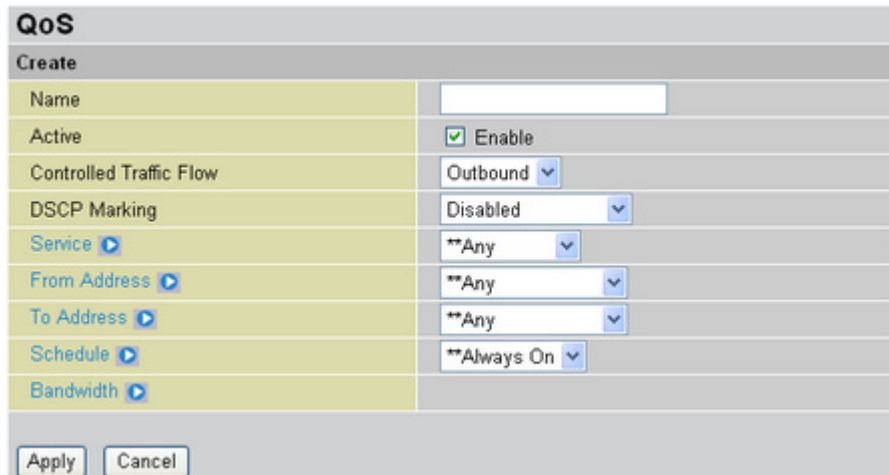 QoS
Create
Name
Active Enable
Controlled Traffic Flow Outbound
DSCP Marking Disabled
Service **Any
From Address **Any
To Address **Any
Schedule **Always On
Bandwidth
Apply Cancel